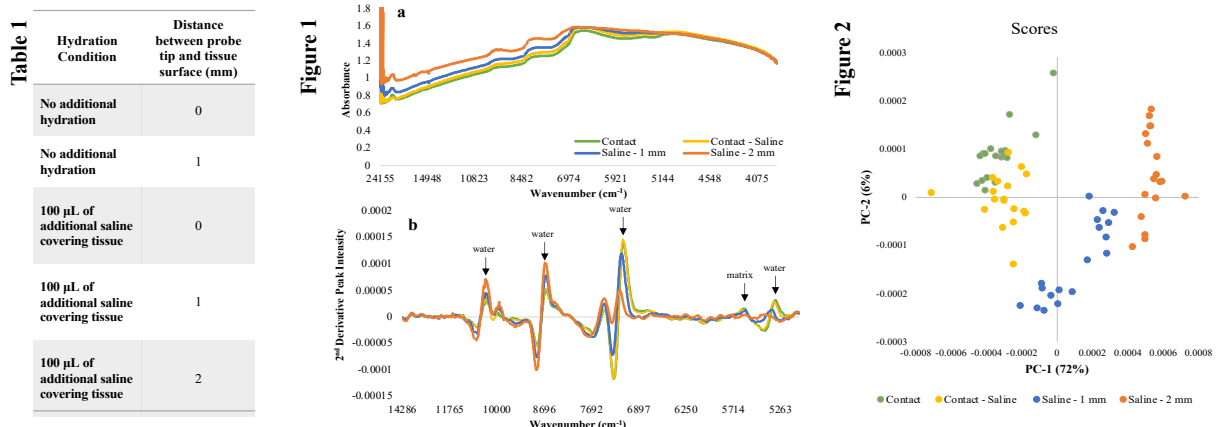 Table 1
Hydration
Condition
Distance
between probe
tip and tissue
surface (mm)
No additional
hydration
0
No additional
hydration
1
100 µL of
additional saline
covering tissue
0
100 µL of
additional saline
covering tissue
1
100 µL of
additional saline
covering tissue
2
Figure 1
a
Absorbance
1.8
1.6
1.4
1.2
1
0.8
0.6
0.4
0.2
0
Contact
Contact - Saline
Saline - 1 mm
Saline - 2 mm
24155 14948 10823 8482 6974 5921 5144 4548 4075
Wavenumber (cm-1)
b
2nd Derivative Peak Intensity
0.0002
0.00015
0.0001
0.00005
0
-0.00005
-0.0001
-0.00015
water
water
water
matrix
water
14286 11765 10000 8696 7692 6897 6250 5714 5263
Wavenumber (cm-1)
Figure 2
Scores
PC-2 (6%)
0.0003
0.0002
0.0001
0
-0.0001
-0.0002
-0.0003
-0.0008 -0.0006 -0.0004 -0.0002 0 0.0002 0.0004 0.0006 0.0008
PC-1 (72%)
Contact Contact - Saline Saline - 1 mm Saline - 2 mm